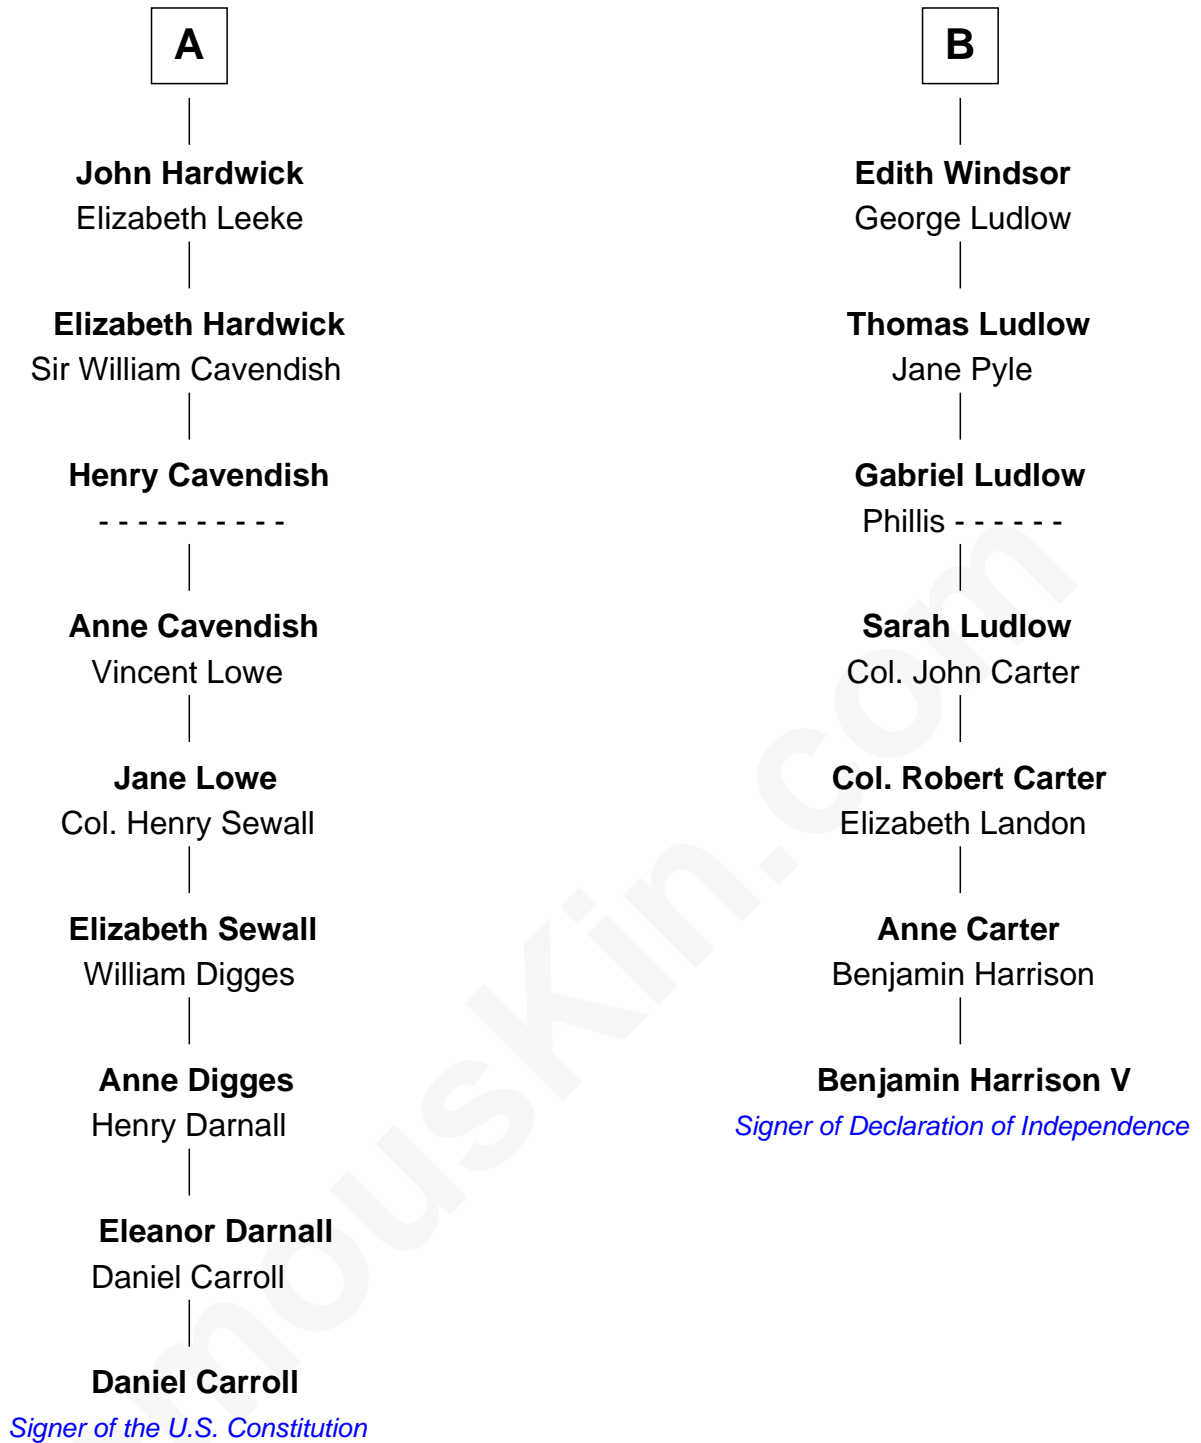 A
John Hardwick
Elizabeth Leeke
Elizabeth Hardwick
Sir William Cavendish
Henry Cavendish
- - - - - - - - - -
Anne Cavendish
Vincent Lowe
Jane Lowe
Col. Henry Sewall
Elizabeth Sewall
William Digges
Anne Digges
Henry Darnall
Eleanor Darnall
Daniel Carroll
Daniel Carroll
Signer of the U.S. Constitution
B
Edith Windsor
George Ludlow
Thomas Ludlow
Jane Pyle
Gabriel Ludlow
Phillis - - - - - -
Sarah Ludlow
Col. John Carter
Col. Robert Carter
Elizabeth Landon
Anne Carter
Benjamin Harrison
Benjamin Harrison V
Signer of Declaration of Independence
mousKin.com